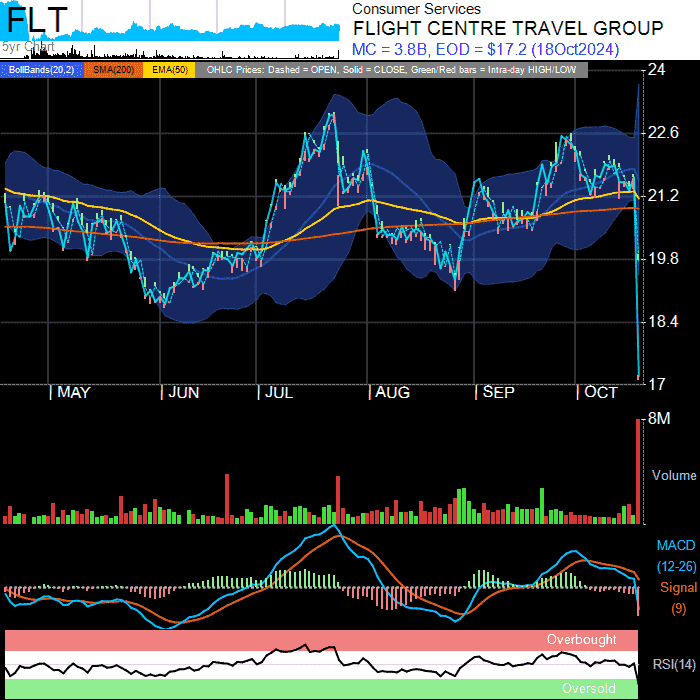 FLT
5yr Chart
Consumer Services
FLIGHT CENTRE TRAVEL GROUP
MC = 3.8B, EOD = $17.2 (18Oct2024)
BollBands(20,2) SMA(200) EMA(50) OHLC Prices: Dashed = OPEN, Solid = CLOSE, Green/Red bars = Intra-day HIGH/LOW
24
22.6
21.2
19.8
18.4
17
MAY JUN JUL AUG SEP OCT
8M
Volume
MACD
(12-26)
Signal
(9)
Overbought
RSI(14)
Oversold